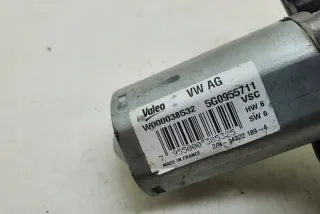 Valeo VW AG
W000038532 5G0955711
VSC
HW 6
SW 6
MADE IN FRANCE